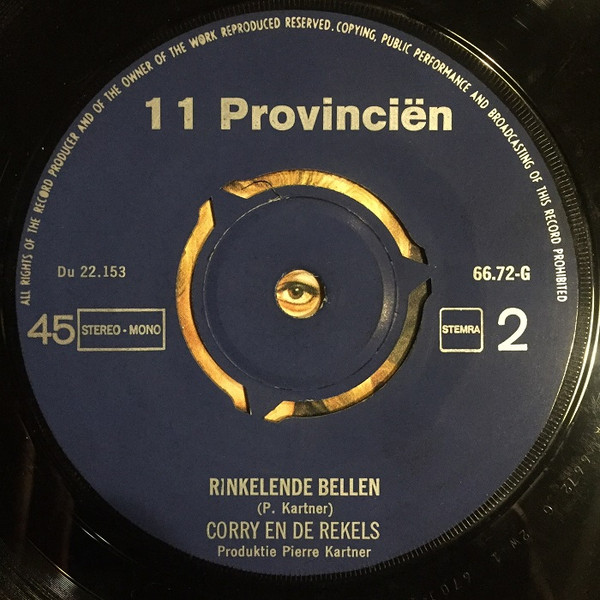 ALL RIGHTS OF THE RECORD PRODUCER AND OF THE OWNER OF THE WORK REPRODUCED RESERVED. COPYING, PUBLIC PERFORMANCE AND BROADCASTING OF THIS RECORD PROHIBITED
11 Provinciën
Du 22.153
66.72-G
45 STEREO - MONO
STEMRA 2
RINKELENDE BELLEN
(P. Kartner)
CORRY EN DE REKELS
Produktie Pierre Kartner